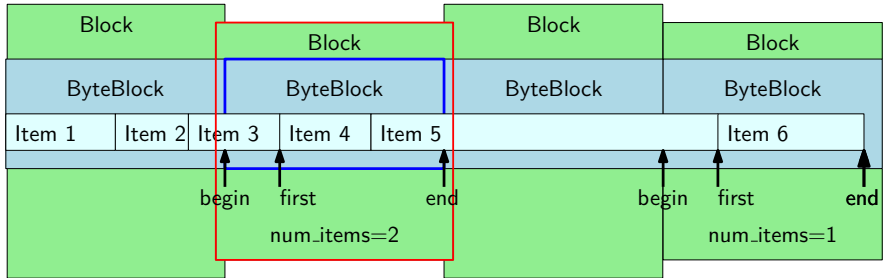 Block Block Block Block
ByteBlock ByteBlock ByteBlock ByteBlock
Item 1 Item 2 Item 3 Item 4 Item 5 Item 6
begin first end begin first end
num_items=2 num_items=1